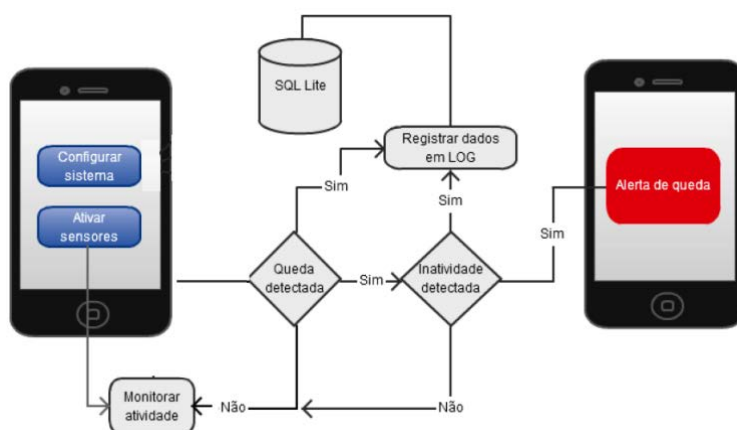 SQL Lite
Configurar
sistema
Ativar
sensores
Registrar dados
em LOG
Alerta de queda
Sim
Sim
Sim
Queda
detectada
Sim
Inatividade
detectada
Monitorar
atividade
Não
Não